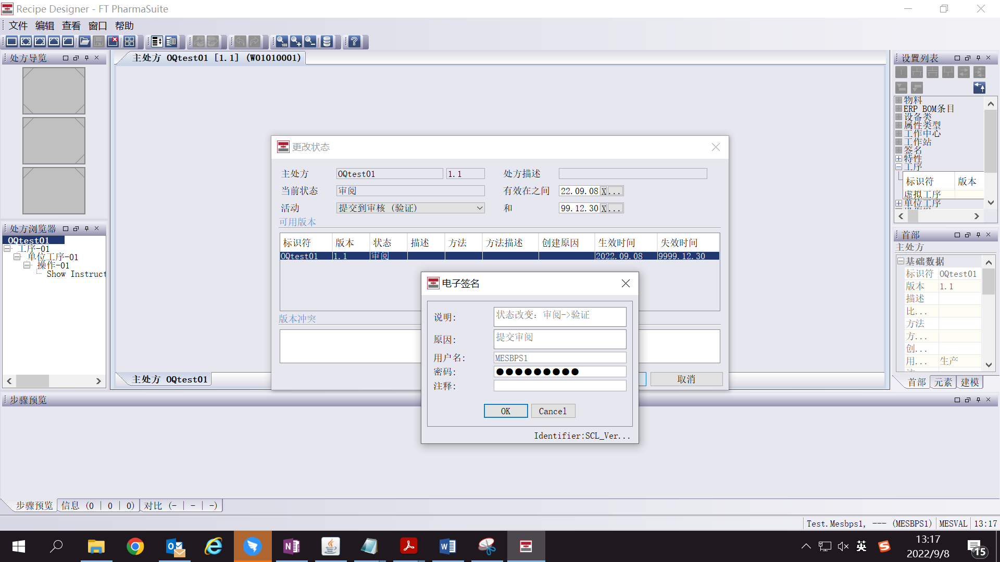 Recipe Designer - FT PharmaSuite
文件 编辑 查看 窗口 帮助
处方导览
主处方 OQtest01 [1.1] (W01010001)
设置列表
物料
ERP BOM条目
设备类
属性类型
工作中心
工作站
签名
特性
工序
标识符 版本
虚拟工序
单位工序
更改状态
主处方 OQtest01 1.1 处方描述
当前状态 审阅 有效在之间 22.09.08 X ...
活动 提交到审核 (验证) 和 99.12.30 X ...
可用版本
标识符 版本 状态 描述 方法 方法描述 创建原因 生效时间 失效时间
OQtest01 1.1 审阅 2022.09.08 9999.12.30
版本冲突
取消
电子签名
说明: 状态改变: 审阅->验证
原因: 提交审阅
用户名: MESBPS1
密码: ●●●●●●●●●
注释:
OK Cancel
Identifier:SCL_Ver...
处方浏览器
OQtest01
工序-01
单位工序-01
操作-01
Show Instruct
主处方 OQtest01
首部
主处方
基础数据
标识符 OQtest01
版本 1.1
描述
比...
方法
方...
创...
用... 生产
首部 元素 建模
步骤预览
步骤预览 信息 (0 | 0 | 0) 对比 (- | - | -)
Test.Mesbps1, --- (MESBPS1) MESVAL 13:17
英 13:17
2022/9/8
15